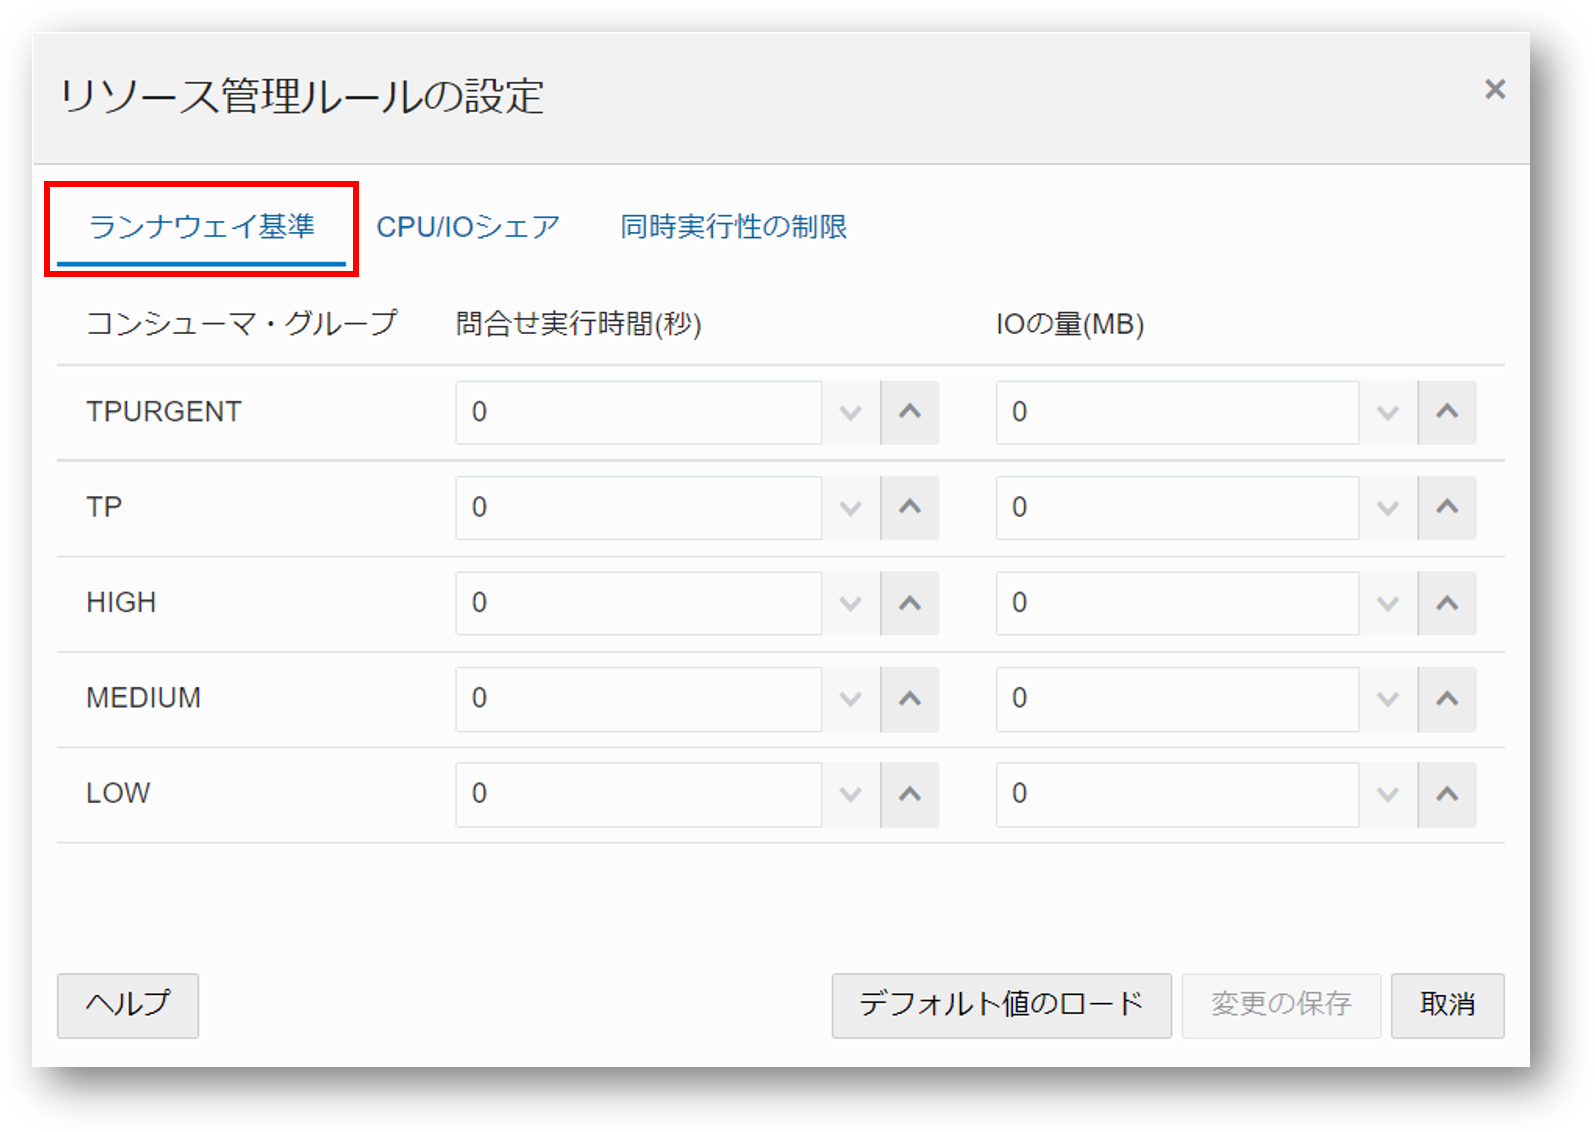 リソース管理ルールの設定
×
ランナウェイ基準 CPU/IOシェア 同時実行性の制限
コンシューマ・グループ 問合せ実行時間(秒) IOの量(MB)
TPURGENT 0 0
TP 0 0
HIGH 0 0
MEDIUM 0 0
LOW 0 0
ヘルプ デフォルト値のロード 変更の保存 取消